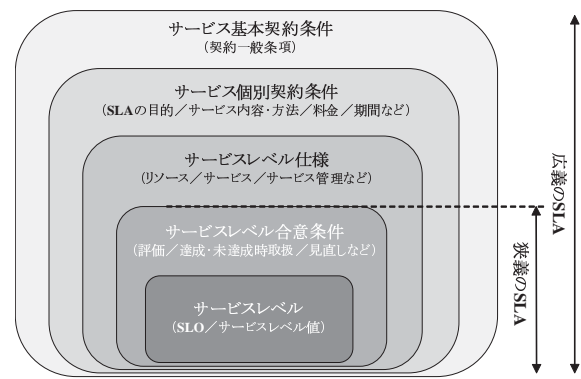 サービス基本契約条件
（契約一般条項）
サービス個別契約条件
（SLAの目的／サービス内容・方法／料金／期間など）
サービスレベル仕様
（リソース／サービス／サービス管理など）
サービスレベル合意条件
（評価／達成・未達成時取扱／見直しなど）
サービスレベル
（SLO／サービスレベル値）
狭義のSLA
広義のSLA